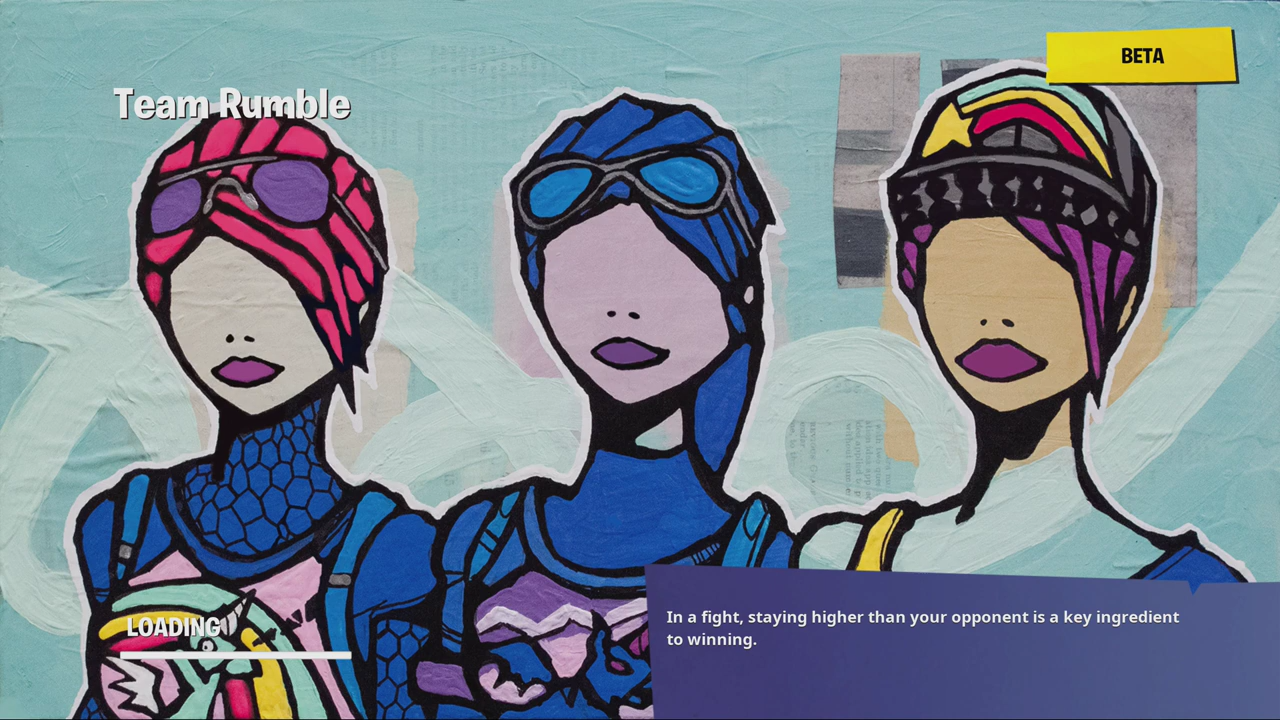 BETA
Team Rumble
LOADING
In a fight, staying higher than your opponent is a key ingredient
to winning.